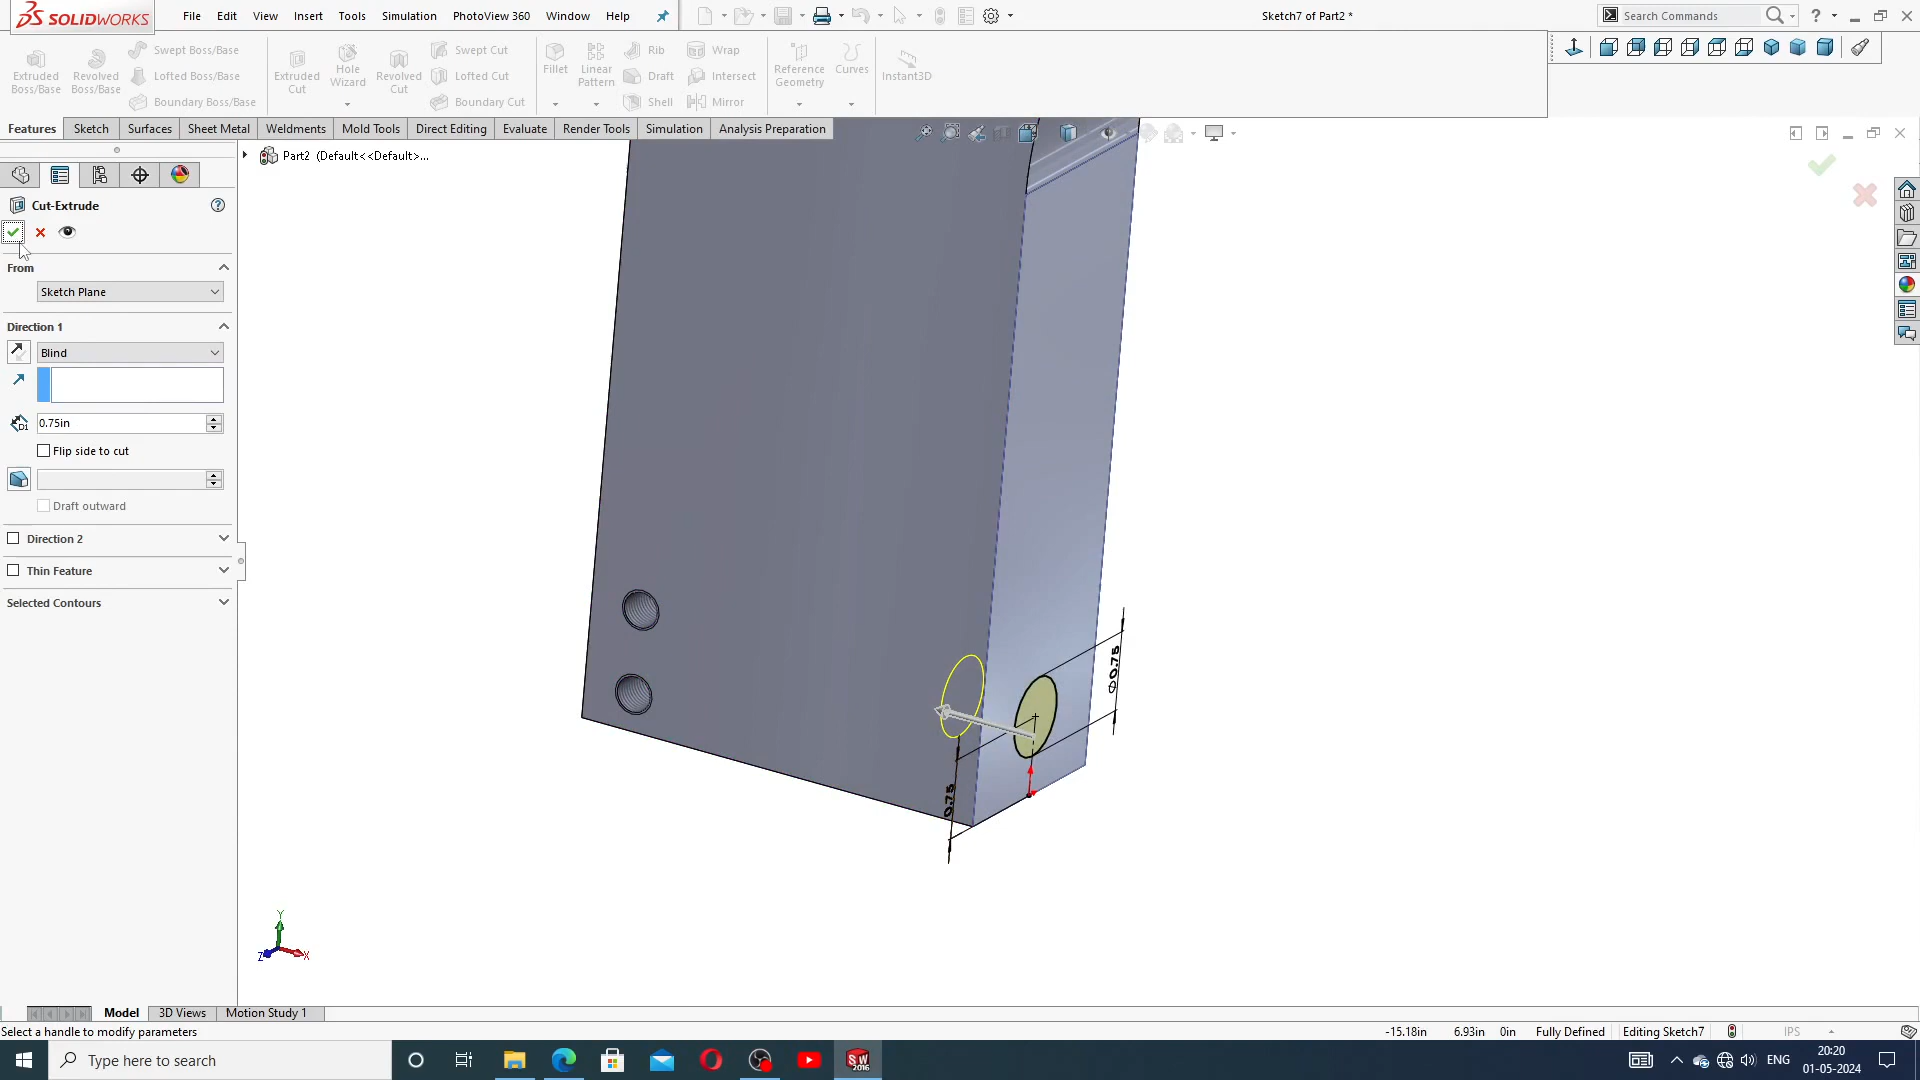 SOLIDWORKS
File Edit View Insert Tools Simulation PhotoView 360 Window Help
Sketch7 of Part2 *
Search Commands
Extruded Boss/Base
Revolved Boss/Base
Swept Boss/Base
Lofted Boss/Base
Boundary Boss/Base
Extruded Cut
Hole Wizard
Revolved Cut
Swept Cut
Lofted Cut
Boundary Cut
Fillet
Linear Pattern
Rib
Draft
Shell
Wrap
Intersect
Mirror
Reference Geometry
Curves
Instant3D
Features Sketch Surfaces Sheet Metal Weldments Mold Tools Direct Editing Evaluate Render Tools Simulation Analysis Preparation
Part2 (Default<<Default>...
Cut-Extrude
From
Sketch Plane
Direction 1
Blind
D1
0.75in
Flip side to cut
Draft outward
Direction 2
Thin Feature
Selected Contours
Ø0.75
0.75
Y
Z
X
Model 3D Views Motion Study 1
Select a handle to modify parameters
-15.18in 6.93in 0in Fully Defined Editing Sketch7 IPS
Type here to search
SW
2016
ENG
20:20
01-05-2024